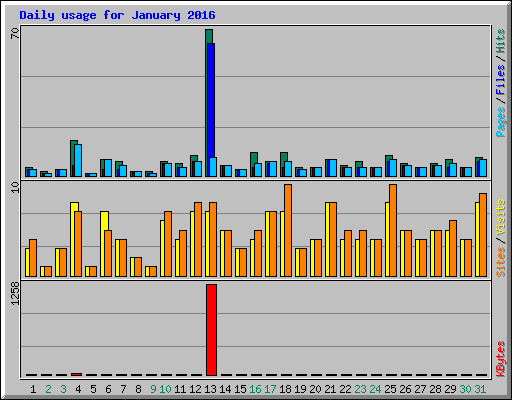 Daily usage for January 2016
70
Pages / Files / Hits
10
Sites / Visits
1258
KBytes
1 2 3 4 5 6 7 8 9 10 11 12 13 14 15 16 17 18 19 20 21 22 23 24 25 26 27 28 29 30 31